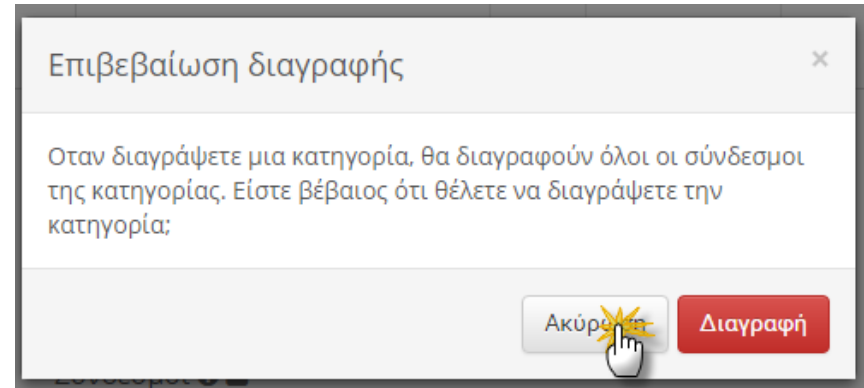 Επιβεβαίωση διαγραφής ×
Οταν διαγράψετε μια κατηγορία, θα διαγραφούν όλοι οι σύνδεσμοι
της κατηγορίας. Είστε βέβαιος ότι θέλετε να διαγράψετε την
κατηγορία;
Διαγραφή